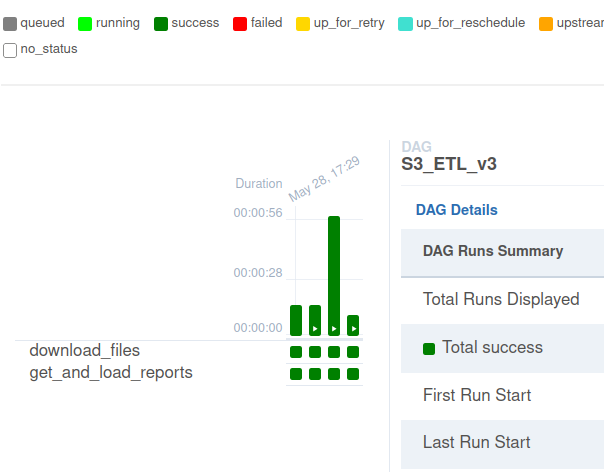 queued running success failed up_for_retry up_for_reschedule
no_status
DAG
S3_ETL_v3
DAG Details
DAG Runs Summary
Total Runs Displayed
Total success
First Run Start
Last Run Start
Duration
May 28, 17:29
00:00:56
00:00:28
00:00:00
download_files
get_and_load_reports